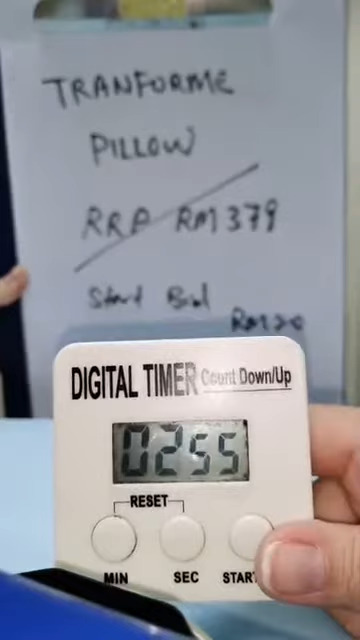 TRANFORME
PILLOW
RRP RM379
Start Bid
RM20
DIGITAL TIMER Count Down/Up
0255
RESET
MIN SEC START